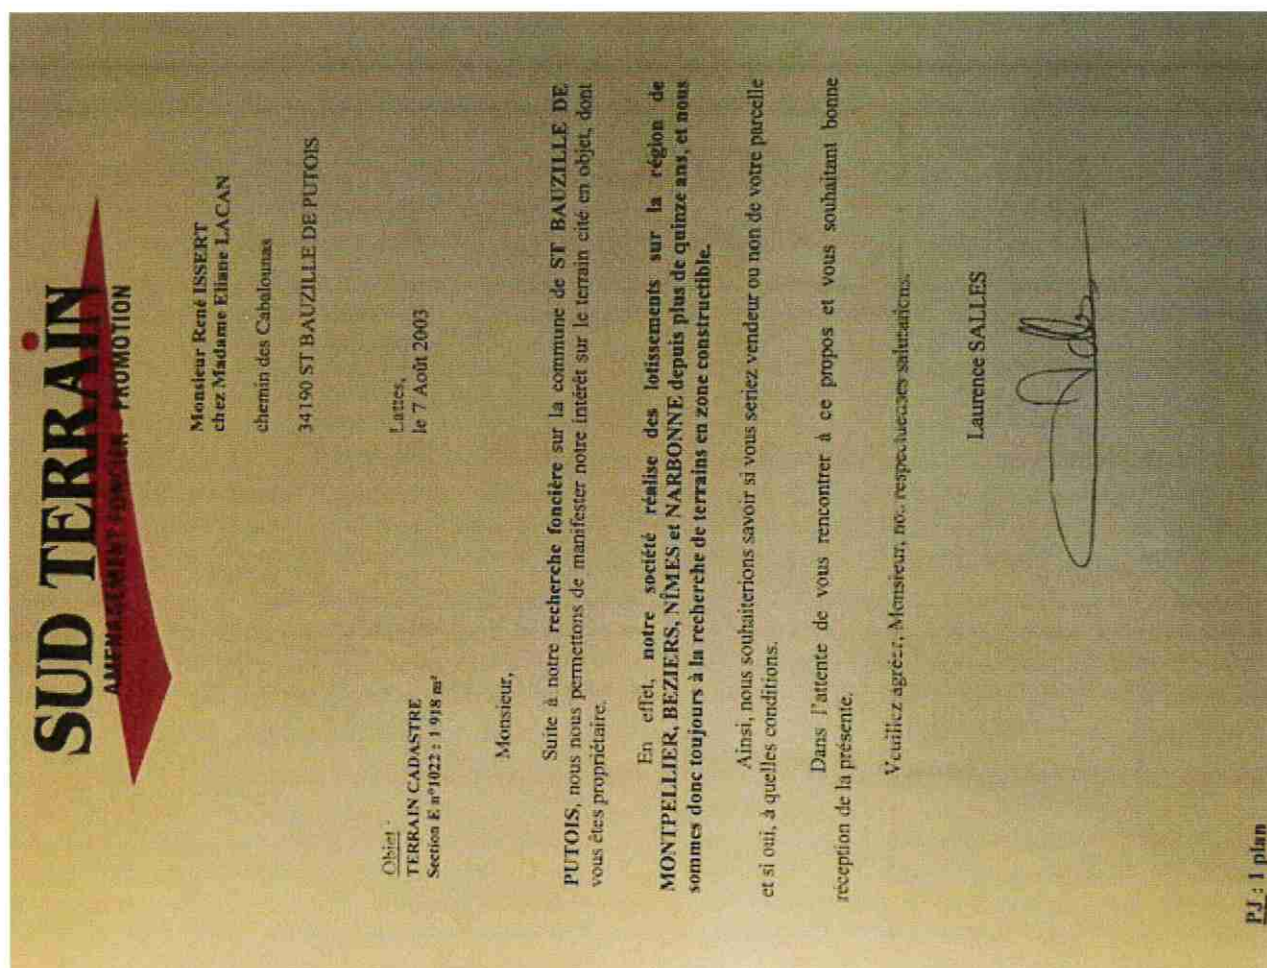 SUD TERRAIN
AMENAGEMENT FONCIER - PROMOTION
Monsieur René ISSERT
chez Madame Eliane LACAN
chemin des Cabalounas
34190 ST BAUZILLE DE PUTOIS
Lattes,
le 7 Août 2003
Objet :
TERRAIN CADASTRE
Section E n°1022 : 1 918 m²
Monsieur,
Suite à notre recherche foncière sur la commune de ST BAUZILLE DE
PUTOIS, nous nous permettons de manifester notre intérêt sur le terrain cité en objet, dont
vous êtes propriétaire.
En effet, notre société réalise des lotissements sur la région de
MONTPELLIER, BEZIERS, NÎMES et NARBONNE depuis plus de quinze ans, et nous
sommes donc toujours à la recherche de terrains en zone constructible.
Ainsi, nous souhaiterions savoir si vous seriez vendeur ou non de votre parcelle
et si oui, à quelles conditions.
Dans l'attente de vous rencontrer à ce propos et vous souhaitant bonne
réception de la présente.
Veuillez agréer, Monsieur, nos respectueuses salutations.
Laurence SALLES
PJ : 1 plan